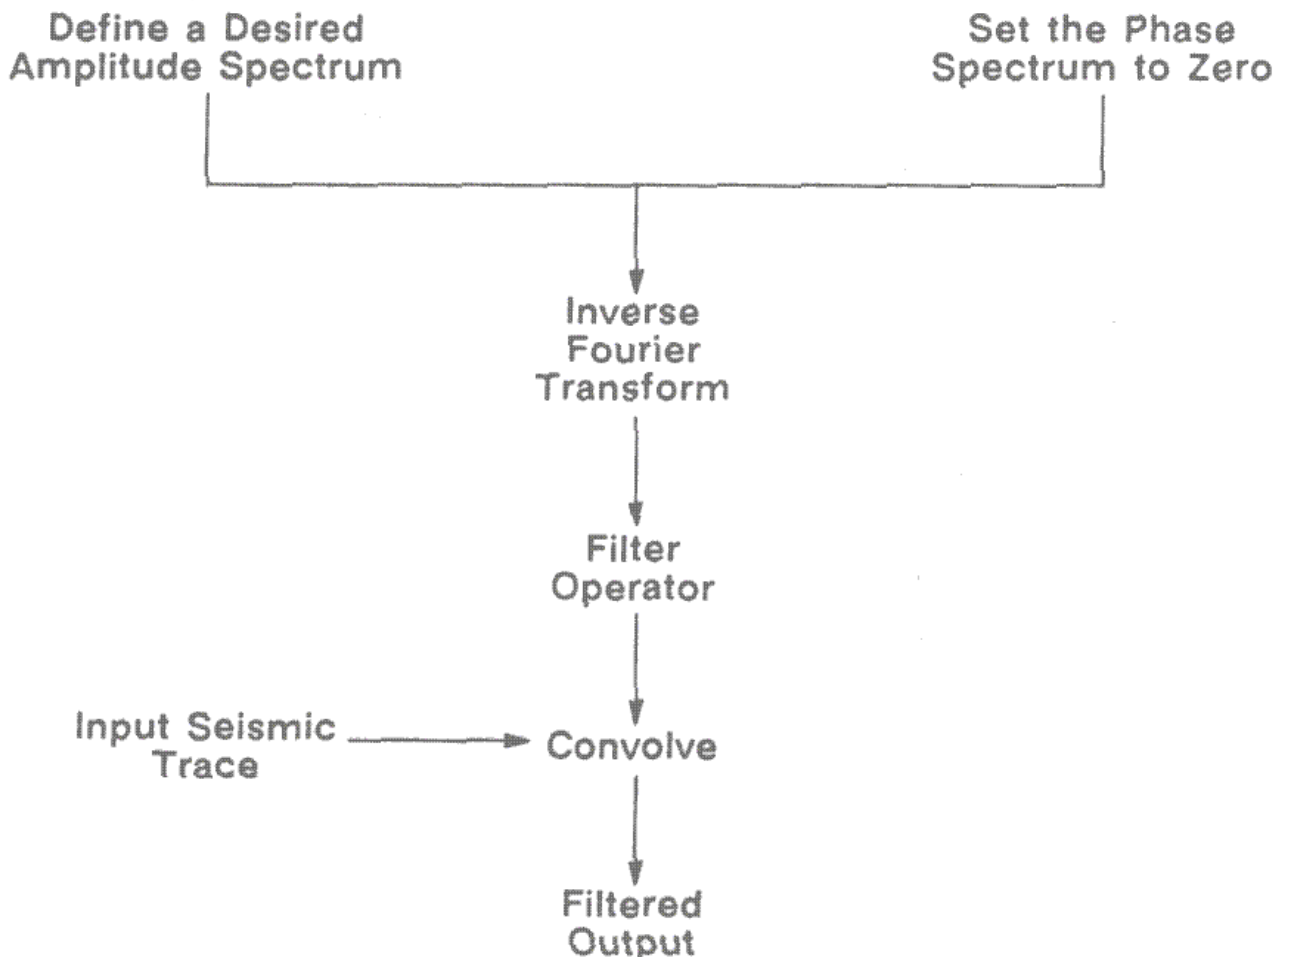 Define a Desired
Amplitude Spectrum
Set the Phase
Spectrum to Zero
Inverse
Fourier
Transform
Filter
Operator
Input Seismic
Trace
Convolve
Filtered
Output